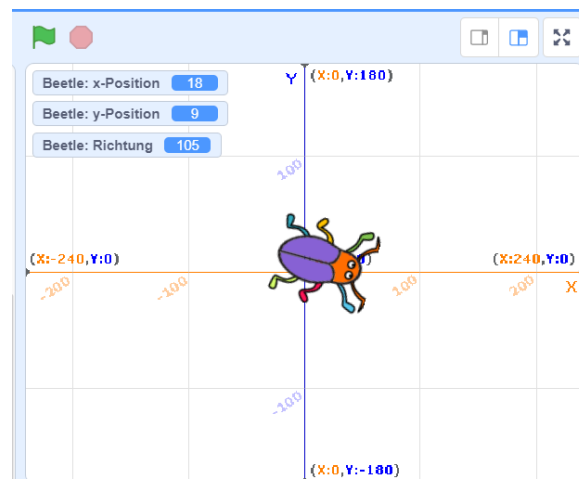 Y (X:0,Y:180)
Beetle: x-Position 18
Beetle: y-Position 9
Beetle: Richtung 105
100
(X:-240,Y:0)
(X:240,Y:0)
-200 -100 100 200 X
-100
(X:0,Y:-180)